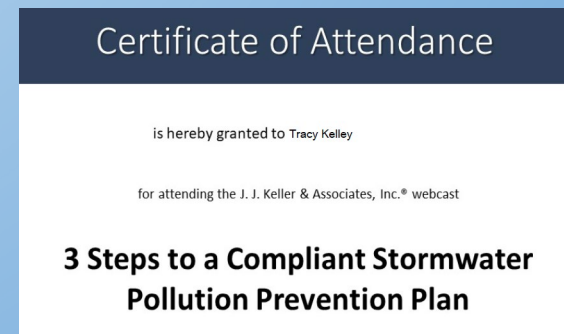 Certificate of Attendance
is hereby granted to Tracy Kelley
for attending the J. J. Keller & Associates, Inc.® webcast
3 Steps to a Compliant Stormwater
Pollution Prevention Plan